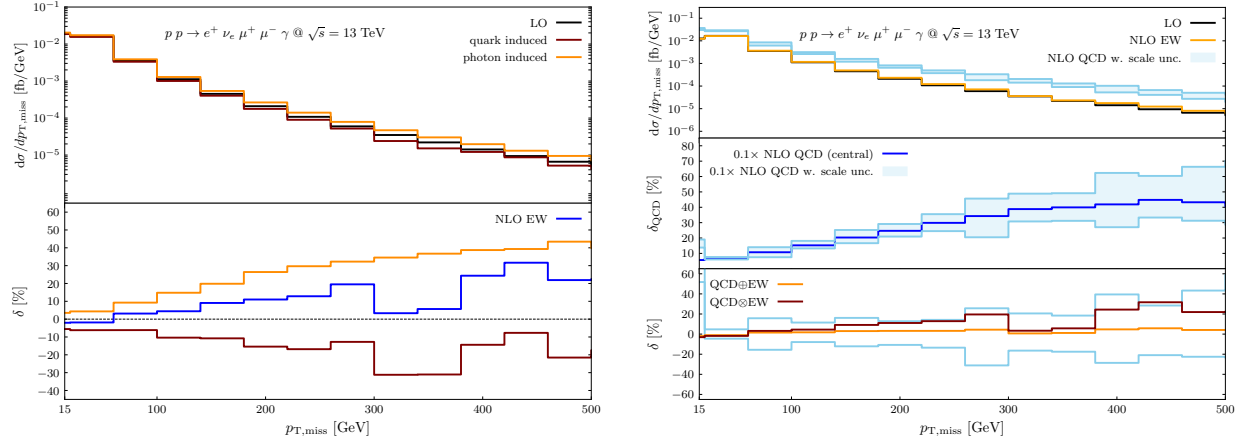 p p → e⁺ ν_e μ⁺ μ⁻ γ @ √s = 13 TeV
LO
quark induced
photon induced
dσ/dp_T,miss [fb/GeV]
10⁻¹
10⁻²
10⁻³
10⁻⁴
10⁻⁵
NLO EW
δ [%]
60
50
40
30
20
10
0
−10
−20
−30
−40
15
100
200
300
400
500
p_T,miss [GeV]
p p → e⁺ ν_e μ⁺ μ⁻ γ @ √s = 13 TeV
LO
NLO EW
NLO QCD w. scale unc.
dσ/dp_T,miss [fb/GeV]
10⁻¹
10⁻²
10⁻³
10⁻⁴
10⁻⁵
10⁻⁶
0.1× NLO QCD (central)
0.1× NLO QCD w. scale unc.
δ_QCD [%]
80
70
60
50
40
30
20
10
QCD⊕EW
QCD⊗EW
δ [%]
60
40
20
0
−20
−40
−60
15
100
200
300
400
500
p_T,miss [GeV]